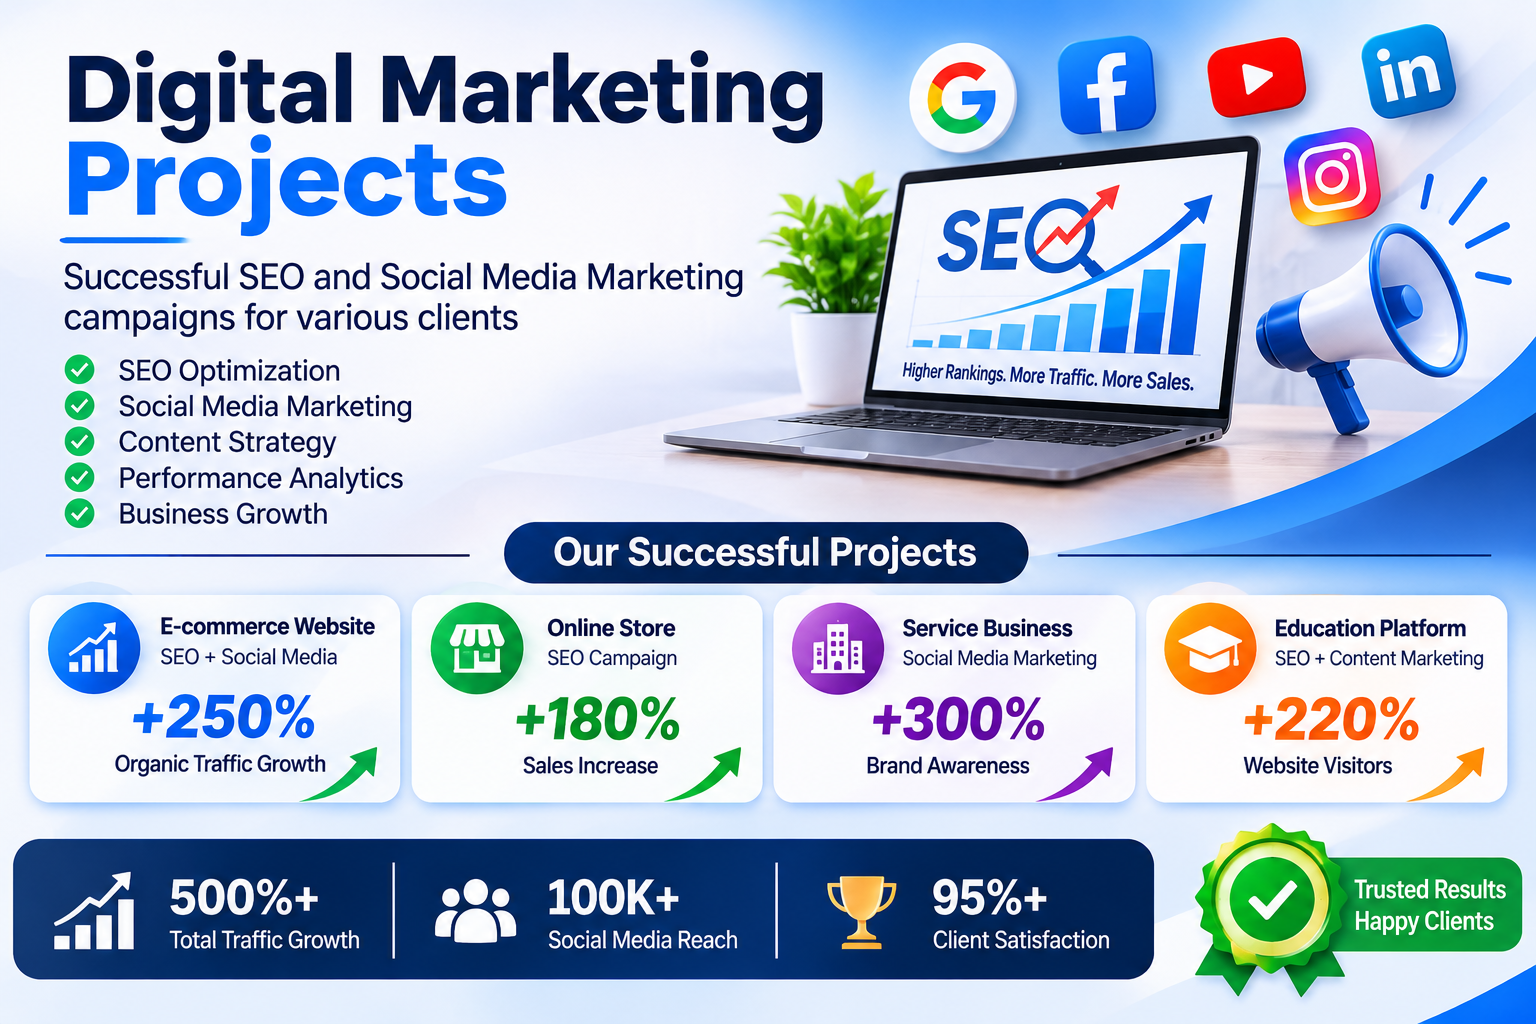 Digital Marketing
Projects
Successful SEO and Social Media Marketing
campaigns for various clients
SEO Optimization
Social Media Marketing
Content Strategy
Performance Analytics
Business Growth
G
f
in
SEO
Higher Rankings. More Traffic. More Sales.
Our Successful Projects
E-commerce Website
SEO + Social Media
+250%
Organic Traffic Growth
Online Store
SEO Campaign
+180%
Sales Increase
Service Business
Social Media Marketing
+300%
Brand Awareness
Education Platform
SEO + Content Marketing
+220%
Website Visitors
500%+
Total Traffic Growth
100K+
Social Media Reach
95%+
Client Satisfaction
Trusted Results
Happy Clients